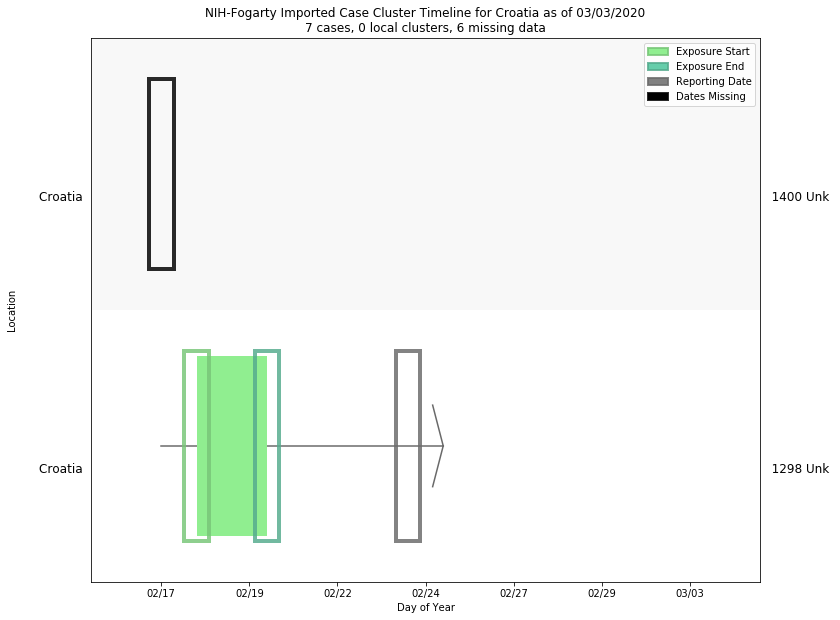 NIH-Fogarty Imported Case Cluster Timeline for Croatia as of 03/03/2020
7 cases, 0 local clusters, 6 missing data
Exposure Start
Exposure End
Reporting Date
Dates Missing
Croatia
1400 Unk
Location
Croatia
1298 Unk
02/17 02/19 02/22 02/24 02/27 02/29 03/03
Day of Year